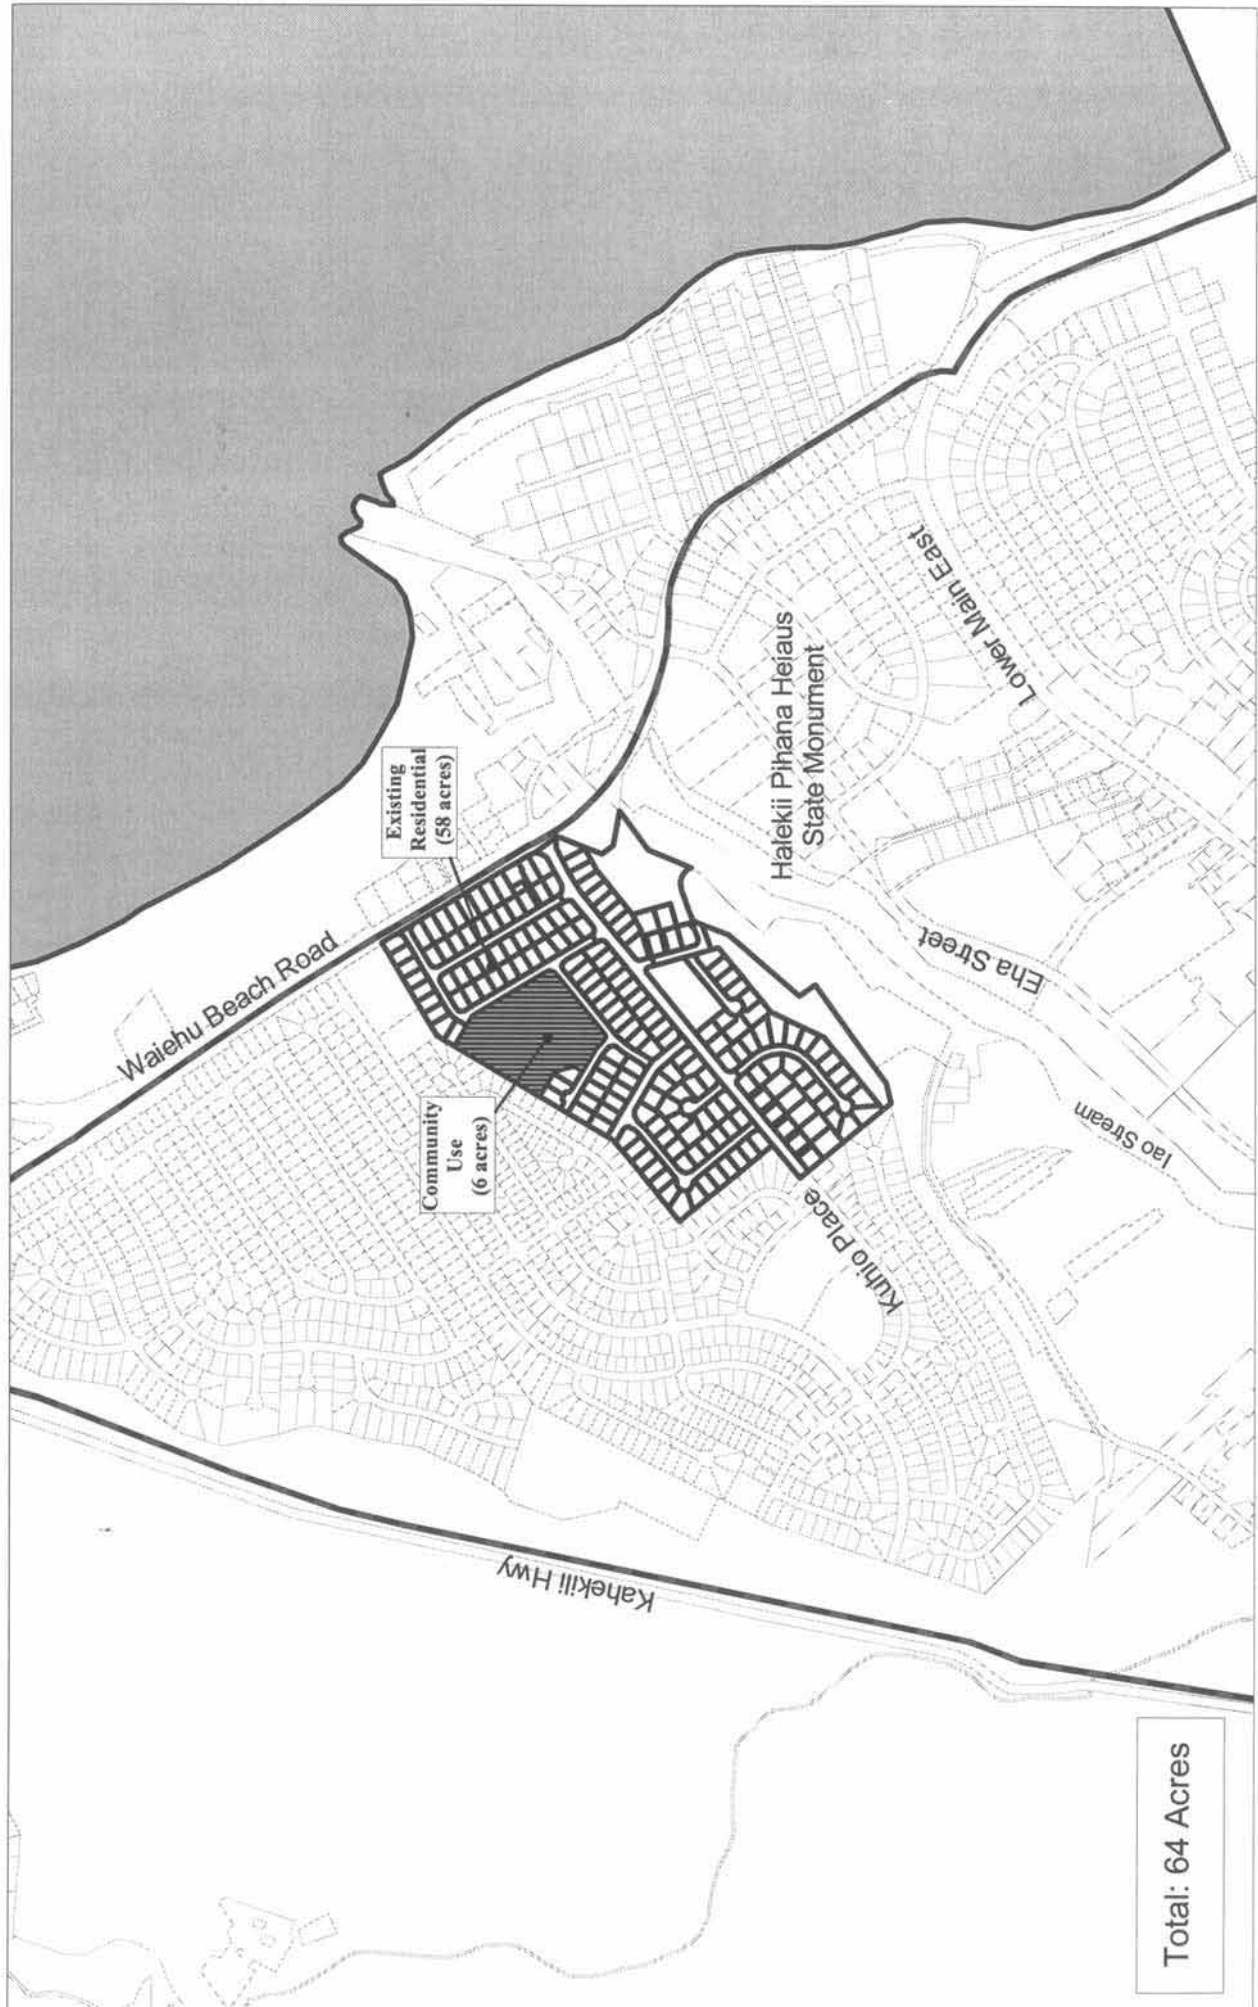 Waiehu Beach Road
Existing
Residential
(58 acres)
Community
Use
(6 acres)
Halekii Pihana Heiaus
State Monument
Lower Main East
Eha Street
Iao Stream
Kuhio Place
Kahekili Hwy
Total: 64 Acres